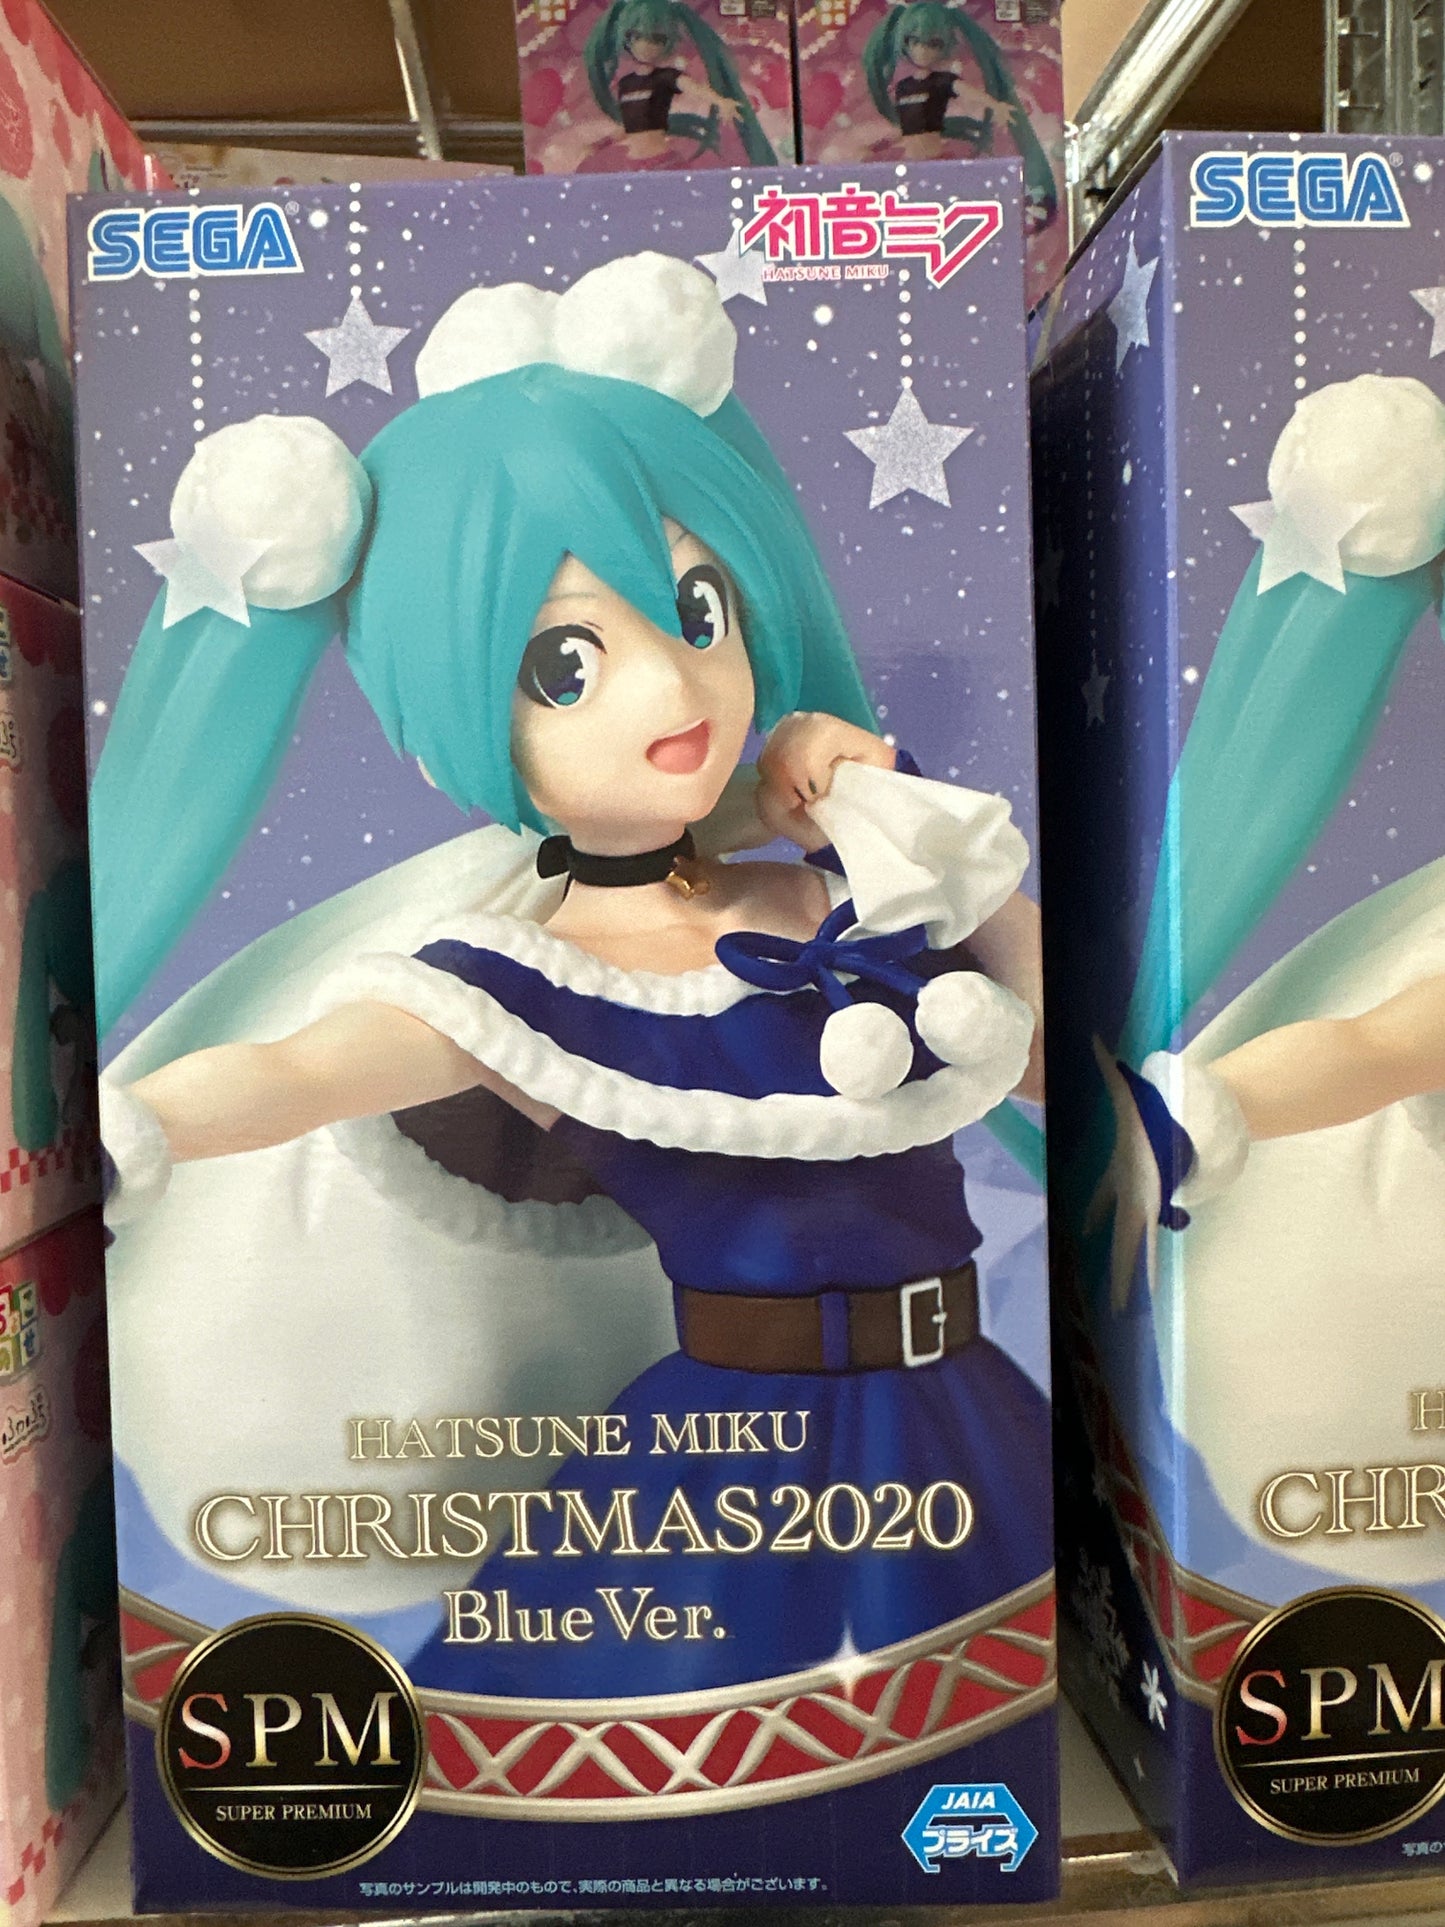 SEGA®
初音ミク
HATSUNE MIKU
HATSUNE MIKU
CHRISTMAS2020
Blue Ver.
SPM
SUPER PREMIUM
JAIA
プライズ
写真のサンプルは開発中のもので、実際の商品と異なる場合がございます。
SEGA®
H
CHR
SPM
SUPER PREMIUM
写真の